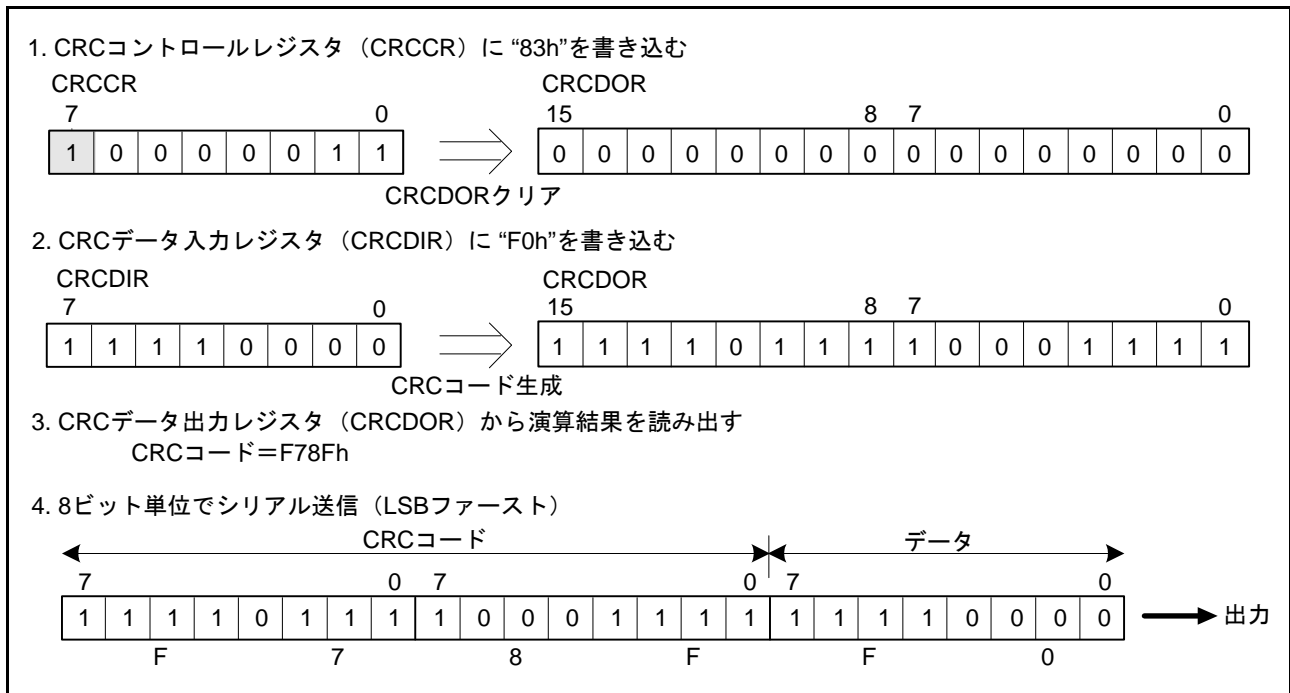 1. CRCコントロールレジスタ（CRCCR）に “83h”を書き込む
CRCCR CRCDOR
7 0 15 8 7 0
1 0 0 0 0 0 1 1 0 0 0 0 0 0 0 0 0 0 0 0 0 0 0 0
CRCDORクリア
2. CRCデータ入力レジスタ（CRCDIR）に “F0h”を書き込む
CRCDIR CRCDOR
7 0 15 8 7 0
1 1 1 1 0 0 0 0 1 1 1 1 0 1 1 1 1 0 0 0 1 1 1 1
CRCコード生成
3. CRCデータ出力レジスタ（CRCDOR）から演算結果を読み出す
CRCコード＝F78Fh
4. 8ビット単位でシリアル送信（LSBファースト）
CRCコード データ
7 0 7 0 7 0
1 1 1 1 0 1 1 1 1 0 0 0 1 1 1 1 1 1 1 1 0 0 0 0 出力
F 7 8 F F 0